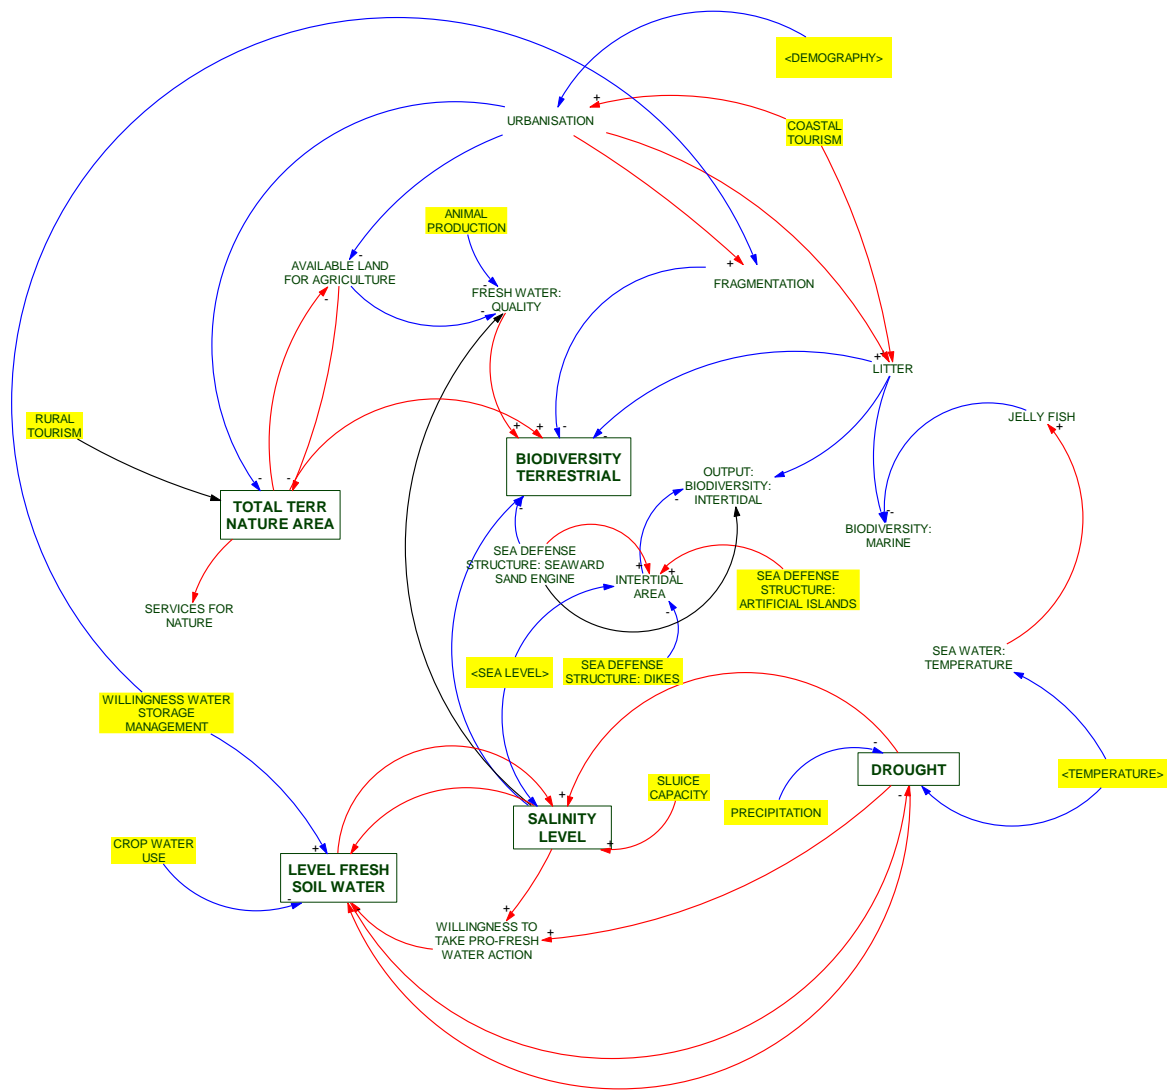 <DEMOGRAPHY>
URBANISATION
COASTAL
TOURISM
ANIMAL
PRODUCTION
AVAILABLE LAND
FOR AGRICULTURE
FRESH WATER:
QUALITY
FRAGMENTATION
LITTER
RURAL
TOURISM
JELLY FISH
BIODIVERSITY
TERRESTRIAL
OUTPUT:
BIODIVERSITY:
INTERTIDAL
TOTAL TERR
NATURE AREA
BIODIVERSITY:
MARINE
SEA DEFENSE
STRUCTURE: SEAWARD
SAND ENGINE
INTERTIDAL
AREA
SEA DEFENSE
STRUCTURE:
ARTIFICIAL ISLANDS
SERVICES FOR
NATURE
SEA WATER:
TEMPERATURE
<SEA LEVEL>
SEA DEFENSE
STRUCTURE: DIKES
WILLINGNESS WATER
STORAGE
MANAGEMENT
DROUGHT
<TEMPERATURE>
SLUICE
CAPACITY
PRECIPITATION
SALINITY
LEVEL
CROP WATER
USE
LEVEL FRESH
SOIL WATER
WILLINGNESS TO
TAKE PRO-FRESH
WATER ACTION